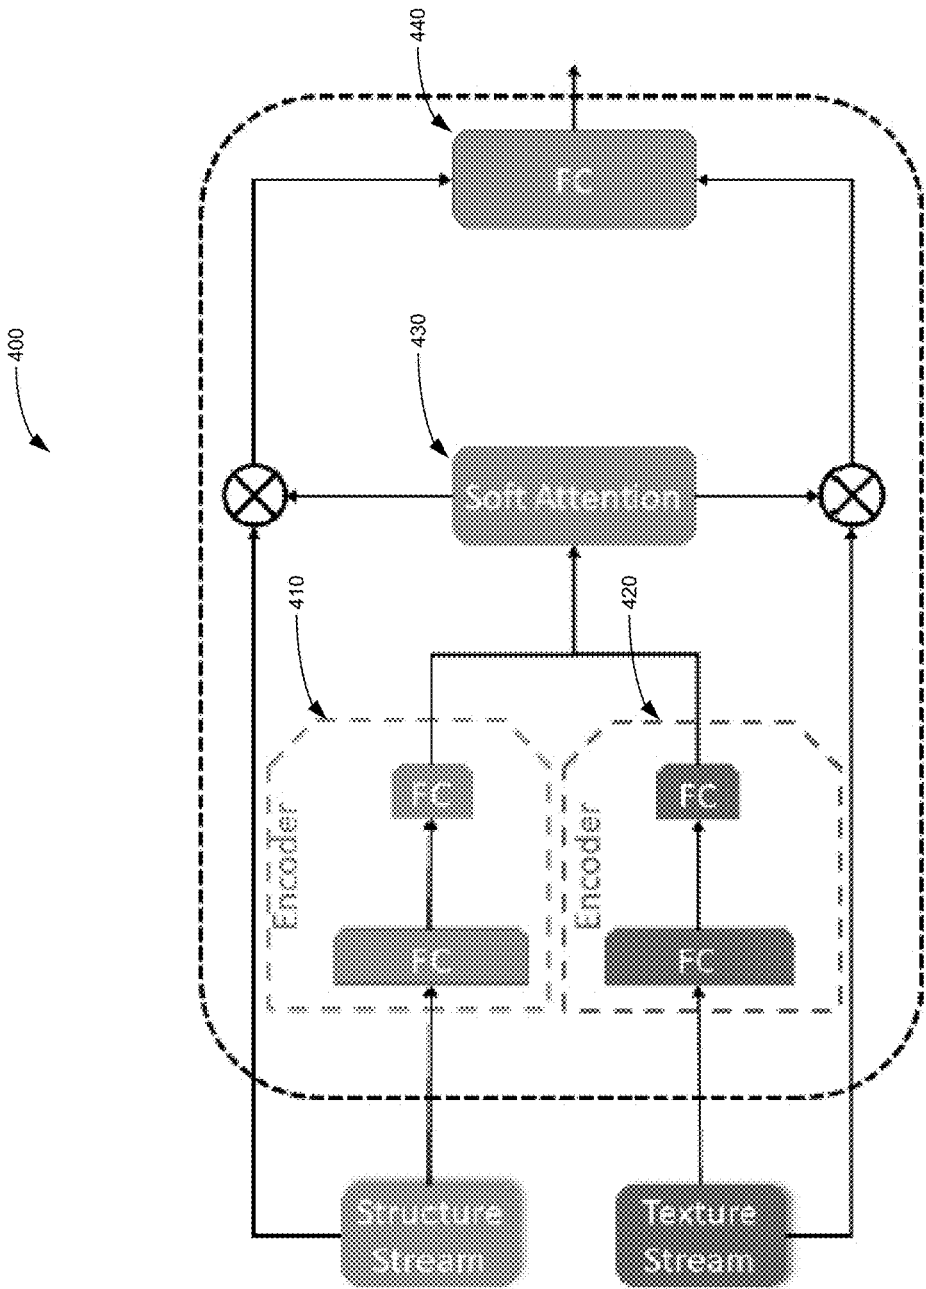 440
FC
400
430
Soft Attention
410
420
FC
FC
Encoder
Encoder
FC
FC
Structure
Stream
Texture
Stream